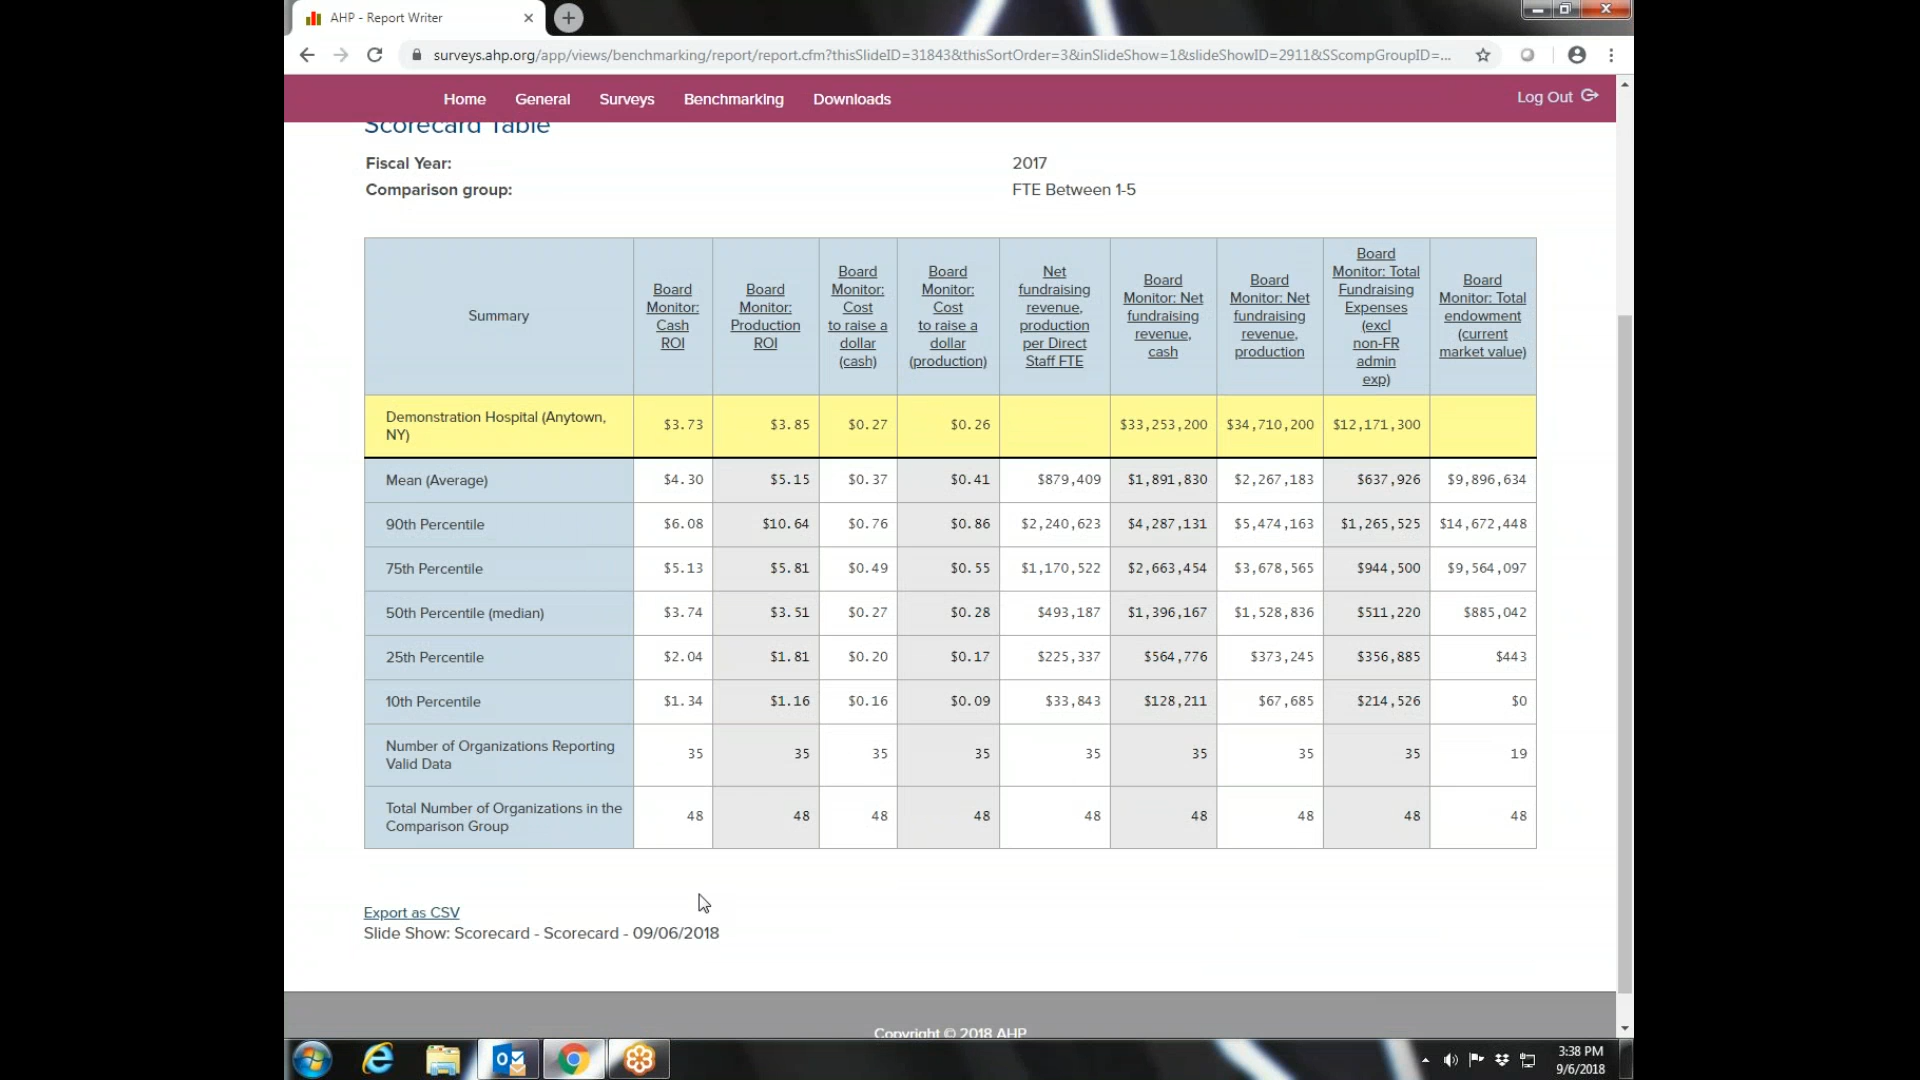 AHP - Report Writer
surveys.ahp.org/app/views/benchmarking/report/report.cfm?thisSlideID=31843&thisSortOrder=3&inSlideShow=1&slideShowID=2911&SScompGroupID=...
Home General Surveys Benchmarking Downloads Log Out
Scorecard Table
Fiscal Year: 2017
Comparison group: FTE Between 1-5
Summary
Board
Monitor:
Cash
ROI
Board
Monitor:
Production
ROI
Board
Monitor:
Cost
to raise a
dollar
(cash)
Board
Monitor:
Cost
to raise a
dollar
(production)
Net
fundraising
revenue,
production
per Direct
Staff FTE
Board
Monitor: Net
fundraising
revenue,
cash
Board
Monitor: Net
fundraising
revenue,
production
Board
Monitor: Total
Fundraising
Expenses
(excl
non-FR
admin
exp)
Board
Monitor: Total
endowment
(current
market value)
Demonstration Hospital (Anytown,
NY)
$3.73 $3.85 $0.27 $0.26 $33,253,200 $34,710,200 $12,171,300
Mean (Average) $4.30 $5.15 $0.37 $0.41 $879,409 $1,891,830 $2,267,183 $637,926 $9,896,634
90th Percentile $6.08 $10.64 $0.76 $0.86 $2,240,623 $4,287,131 $5,474,163 $1,265,525 $14,672,448
75th Percentile $5.13 $5.81 $0.49 $0.55 $1,170,522 $2,663,454 $3,678,565 $944,500 $9,564,097
50th Percentile (median) $3.74 $3.51 $0.27 $0.28 $493,187 $1,396,167 $1,528,836 $511,220 $885,042
25th Percentile $2.04 $1.81 $0.20 $0.17 $225,337 $564,776 $373,245 $356,885 $443
10th Percentile $1.34 $1.16 $0.16 $0.09 $33,843 $128,211 $67,685 $214,526 $0
Number of Organizations Reporting
Valid Data
35 35 35 35 35 35 35 35 19
Total Number of Organizations in the
Comparison Group
48 48 48 48 48 48 48 48 48
Export as CSV
Slide Show: Scorecard - Scorecard - 09/06/2018
Copyright © 2018 AHP
3:38 PM
9/6/2018